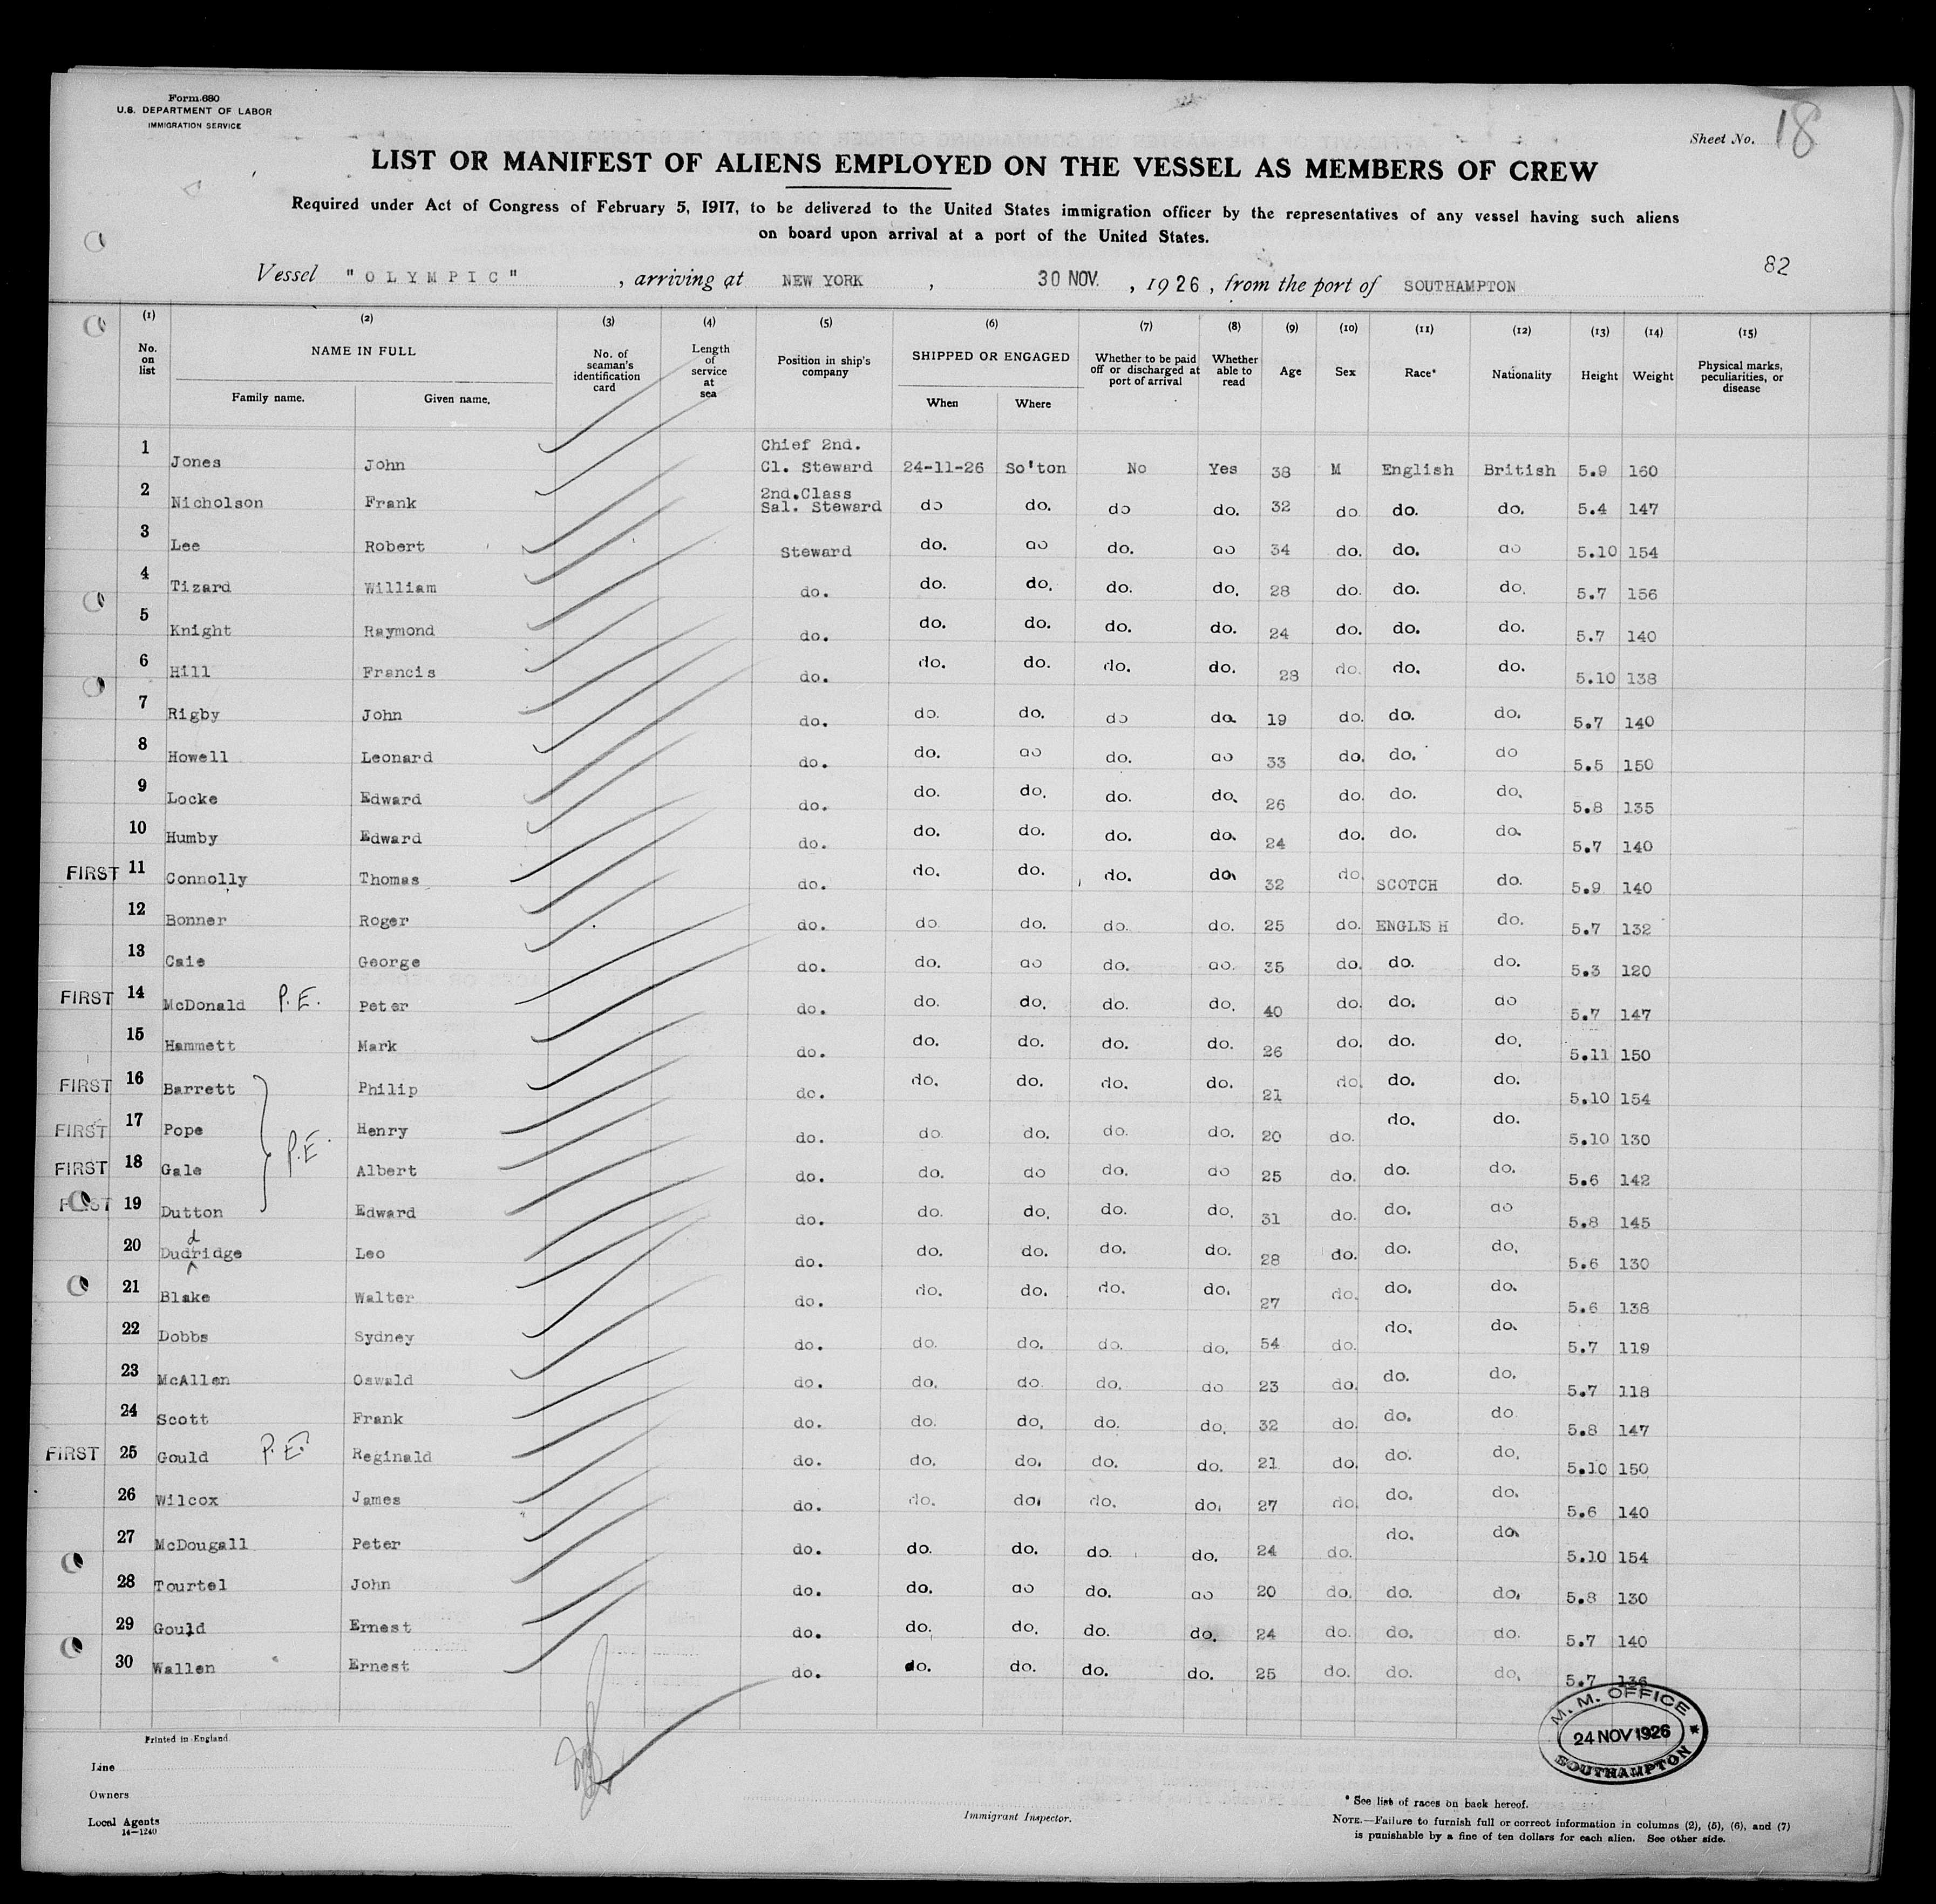 Form 680
U.S. DEPARTMENT OF LABOR
IMMIGRATION SERVICE
Sheet No. 18
LIST OR MANIFEST OF ALIENS EMPLOYED ON THE VESSEL AS MEMBERS OF CREW
Required under Act of Congress of February 5, 1917, to be delivered to the United States immigration officer by the representatives of any vessel having such aliens
on board upon arrival at a port of the United States.
82
Vessel "OLYMPIC", arriving at NEW YORK, 30 NOV., 1926, from the port of SOUTHAMPTON
(1) (2) (3) (4) (5) (6) (7) (8) (9) (10) (11) (12) (13) (14) (15)
No. on list NAME IN FULL Family name. Given name. No. of seaman's identification card Length of service at sea Position in ship's company SHIPPED OR ENGAGED When Where Whether to be paid off or discharged at port of arrival Whether able to read Age Sex Race* Nationality Height Weight Physical marks, peculiarities, or disease
1 Jones John Chief 2nd. Cl. Steward 24-11-26 So'ton No Yes 38 M English British 5.9 160
2 Nicholson Frank 2nd.Class Sal. Steward do do. do do. 32 do. do. do. 5.4 147
3 Lee Robert Steward do. do do. do 34 do. do. do 5.10 154
4 Tizard William do. do. do. do. do. 28 do. do. do. 5.7 156
5 Knight Raymond do. do. do. do. do. 24 do. do. do. 5.7 140
6 Hill Francis do. do. do. do. do. 28 do. do. do. 5.10 138
7 Rigby John do. do. do. do do. 19 do. do. do. 5.7 140
8 Howell Leonard do. do. do do. do 33 do. do. do 5.5 150
9 Locke Edward do. do. do. do. do. 26 do. do. do. 5.8 135
10 Humby Edward do. do. do. do. do. 24 do. do. do. 5.7 140
FIRST 11 Connolly Thomas do. do. do. do. do. 32 do. SCOTCH do. 5.9 140
12 Bonner Roger do. do do. do. do. 25 do. ENGLISH do. 5.7 132
13 Caie George do. do. do do. do. 35 do. do. do. 5.3 120
FIRST 14 McDonald P.E. Peter do. do. do. do. do. 40 do. do. do 5.7 147
15 Hammett Mark do. do. do. do. do. 26 do. do. do. 5.11 150
FIRST 16 Barrett Philip do. do. do. do. do. 21 do. do. do. 5.10 154
FIRST 17 Pope Henry do. do. do. do. do. 20 do. do. do. 5.10 130
P.E.
FIRST 18 Gale Albert do. do. do do. do 25 do. do. do. 5.6 142
FIRST 19 Dutton Edward do. do. do. do. do. 31 do. do. do 5.8 145
20 Duddridge Leo do. do. do. do. do. 28 do. do. do. 5.6 130
21 Blake Walter do. do. do. do. do. 27 do. do. do. 5.6 138
22 Dobbs Sydney do. do. do. do. do. 54 do. do. do. 5.7 119
23 McAllen Oswald do. do. do. do. do 23 do. do. do. 5.7 118
24 Scott Frank do. do. do. do. do. 32 do. do. do 5.8 147
FIRST 25 Gould P.E. Reginald do. do. do. do. do. 21 do. do. do. 5.10 150
26 Wilcox James do. do. do. do. do. 27 do. do. do. 5.6 140
27 McDougall Peter do. do. do. do. do. 24 do. do. do. 5.10 154
28 Tourtel John do. do. do do. do 20 do. do. do. 5.8 130
29 Gould Ernest do. do. do. do. do. 24 do. do. do. 5.7 140
30 Wallen Ernest do. do. do. do. do. 25 do. do. do. 5.7 136
M. M. OFFICE
24 NOV 1926
SOUTHAMPTON
Printed in England
Line
Owners
Local Agents
14—1240
Immigrant Inspector.
* See list of races on back hereof.
NOTE.—Failure to furnish full or correct information in columns (2), (5), (6), and (7)
is punishable by a fine of ten dollars for each alien. See other side.